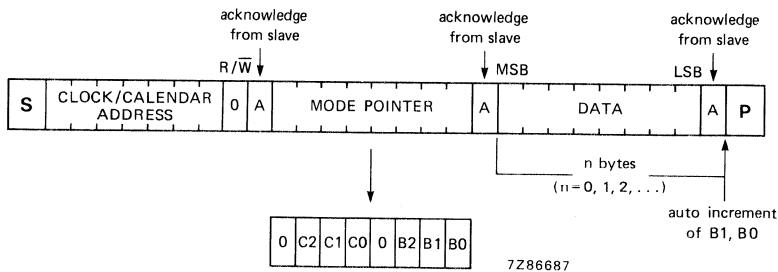 acknowledge
from slave
acknowledge
from slave
acknowledge
from slave
R/W̅
MSB
LSB
S
CLOCK/CALENDAR
ADDRESS
0
A
MODE POINTER
A
DATA
A
P
n bytes
(n=0, 1, 2, ...)
auto increment
of B1, B0
0 C2 C1 C0 0 B2 B1 B0
7Z86687